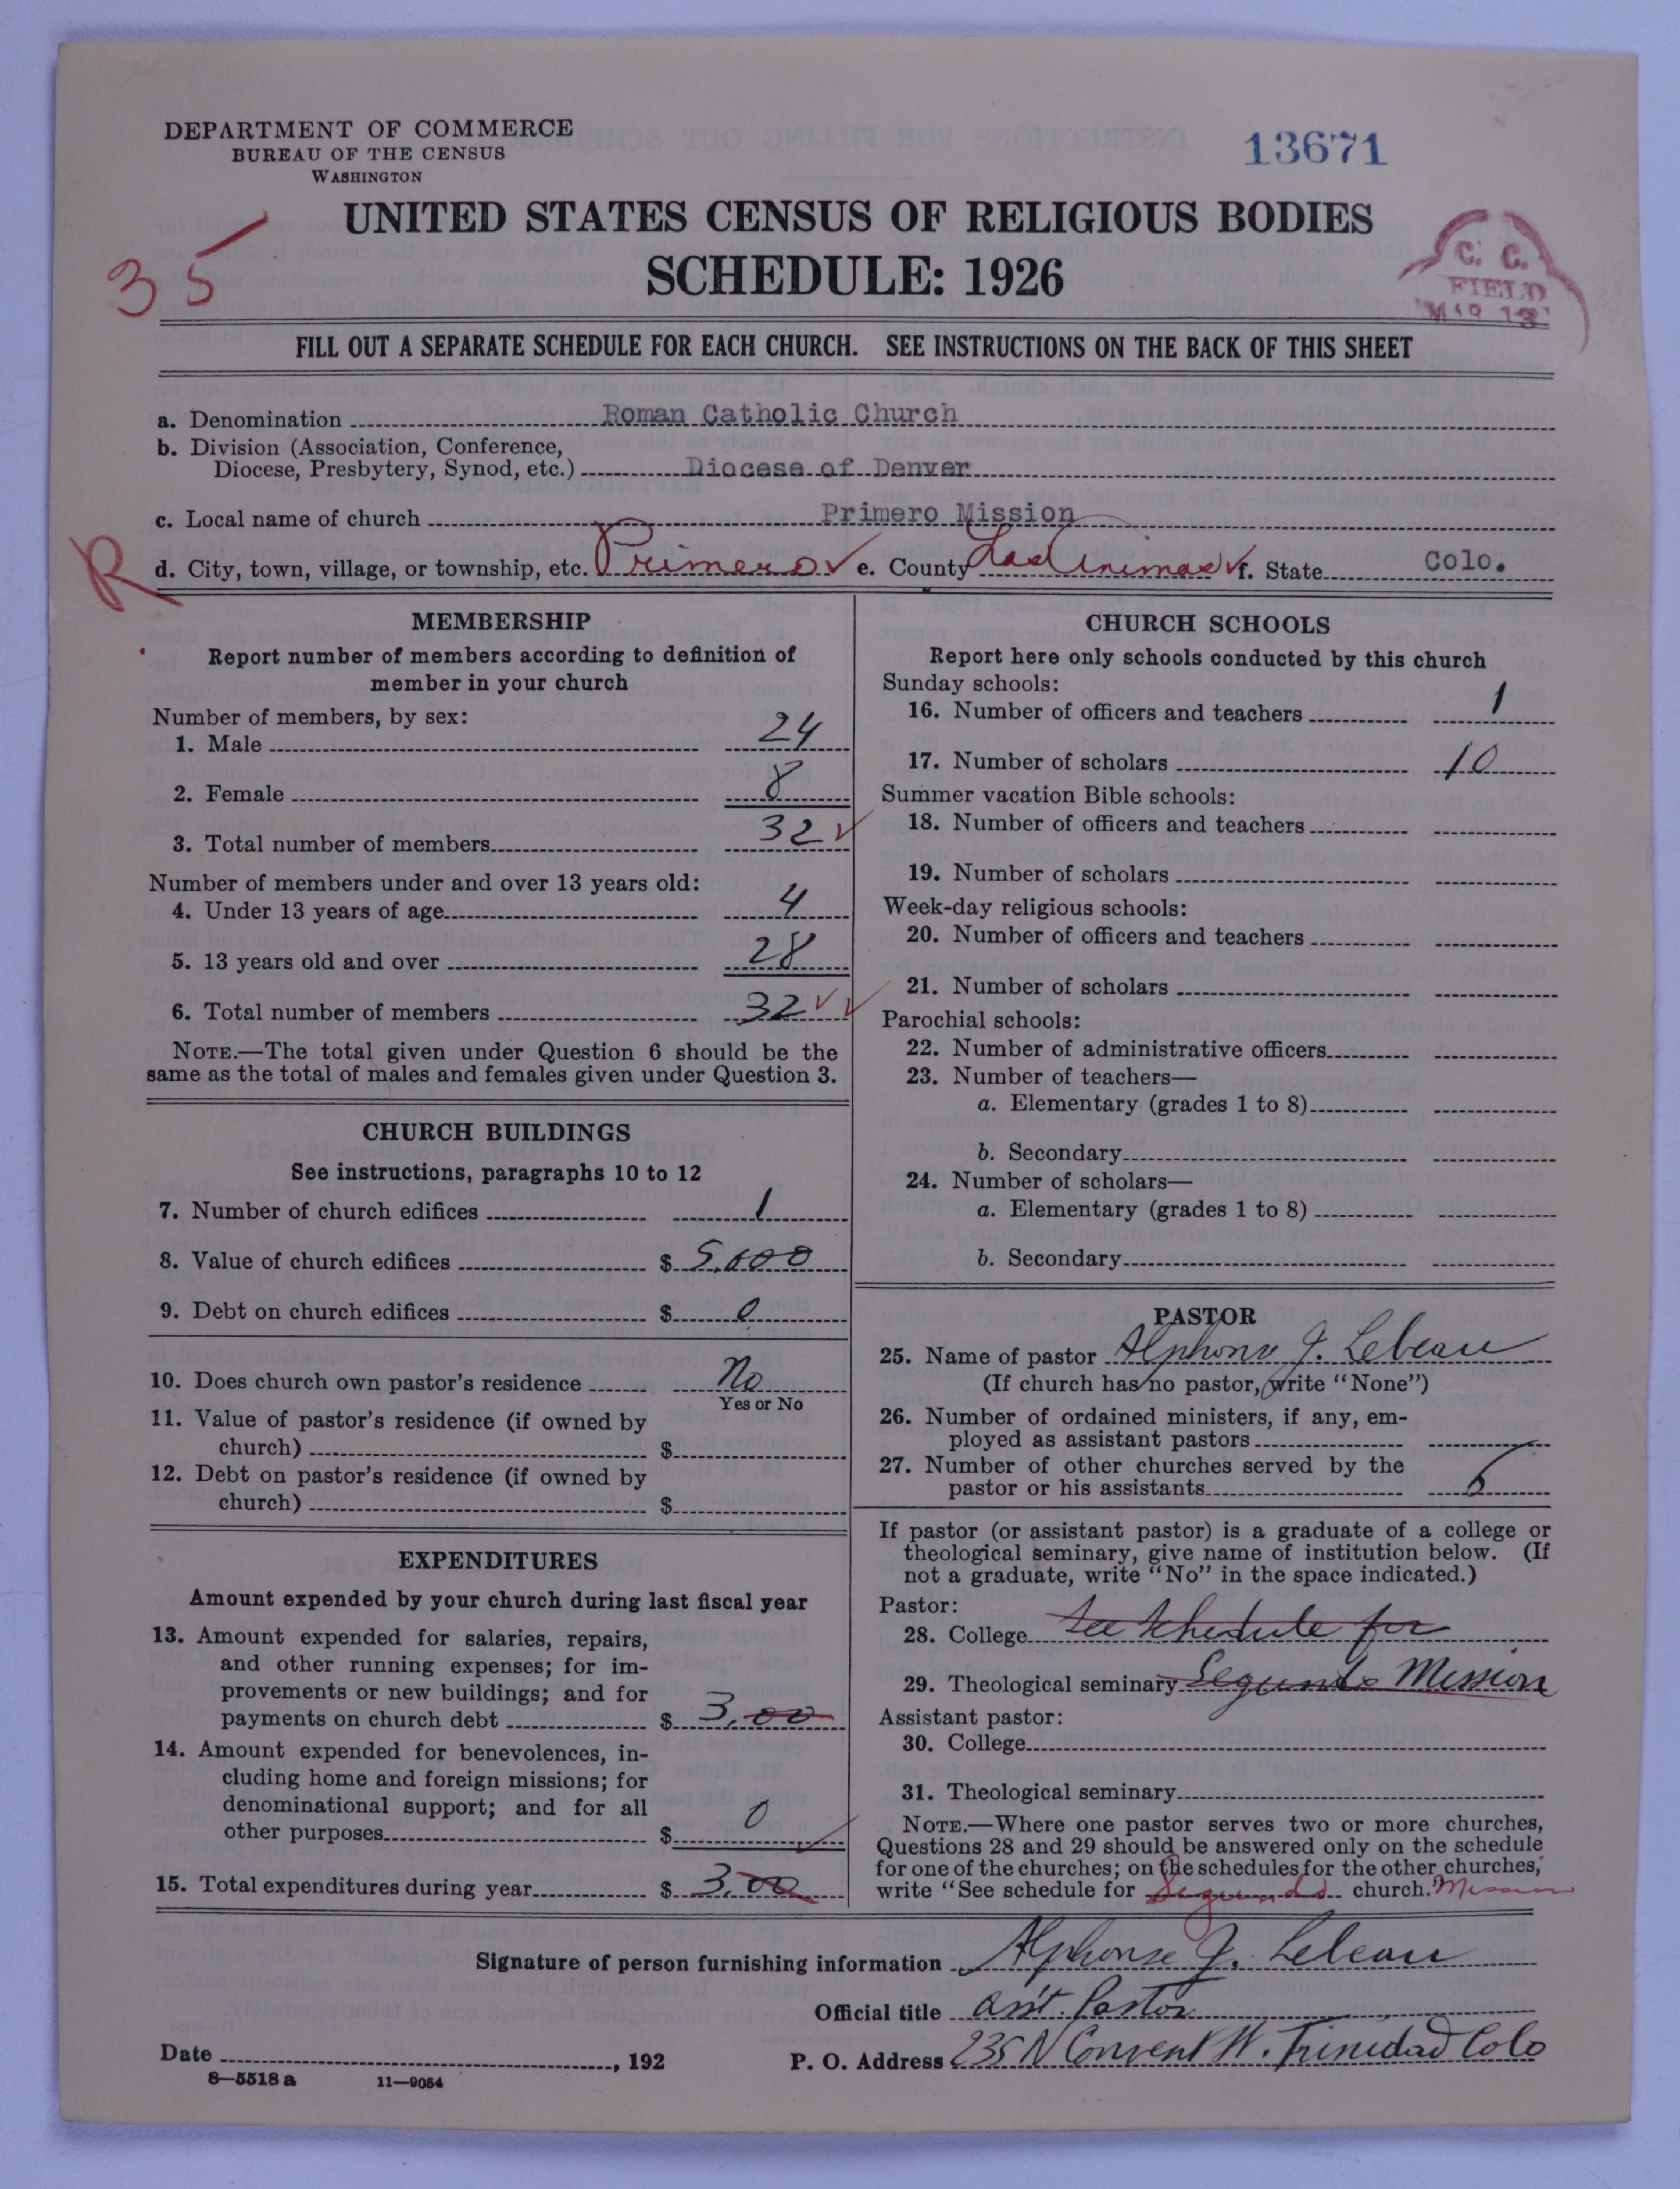 DEPARTMENT OF COMMERCE
BUREAU OF THE CENSUS
WASHINGTON
13671
UNITED STATES CENSUS OF RELIGIOUS BODIES
SCHEDULE: 1926
35
C. C.
FIELD
MAR 13
FILL OUT A SEPARATE SCHEDULE FOR EACH CHURCH. SEE INSTRUCTIONS ON THE BACK OF THIS SHEET
a. Denomination Roman Catholic Church
b. Division (Association, Conference,
Diocese, Presbytery, Synod, etc.) Diocese of Denver
c. Local name of church Primero Mission
R
d. City, town, village, or township, etc. Primero ✓ e. County Las Animas ✓ f. State Colo.
MEMBERSHIP
Report number of members according to definition of
member in your church
Number of members, by sex:
1. Male 24
2. Female 8
3. Total number of members 32 ✓
Number of members under and over 13 years old:
4. Under 13 years of age 4
5. 13 years old and over 28
6. Total number of members 32 ✓ ✓
NOTE.—The total given under Question 6 should be the
same as the total of males and females given under Question 3.
CHURCH BUILDINGS
See instructions, paragraphs 10 to 12
7. Number of church edifices 1
8. Value of church edifices $ 5,000
9. Debt on church edifices $ 0
10. Does church own pastor's residence No
Yes or No
11. Value of pastor's residence (if owned by
church) $
12. Debt on pastor's residence (if owned by
church) $
EXPENDITURES
Amount expended by your church during last fiscal year
13. Amount expended for salaries, repairs,
and other running expenses; for im-
provements or new buildings; and for
payments on church debt $ 3.00
14. Amount expended for benevolences, in-
cluding home and foreign missions; for
denominational support; and for all
other purposes $ 0
15. Total expenditures during year $ 3.00
CHURCH SCHOOLS
Report here only schools conducted by this church
Sunday schools:
16. Number of officers and teachers 1
17. Number of scholars 10
Summer vacation Bible schools:
18. Number of officers and teachers
19. Number of scholars
Week-day religious schools:
20. Number of officers and teachers
21. Number of scholars
Parochial schools:
22. Number of administrative officers
23. Number of teachers—
a. Elementary (grades 1 to 8)
b. Secondary
24. Number of scholars—
a. Elementary (grades 1 to 8)
b. Secondary
PASTOR
25. Name of pastor Alphonse J. Lebeau
(If church has no pastor, write "None")
26. Number of ordained ministers, if any, em-
ployed as assistant pastors
27. Number of other churches served by the
pastor or his assistants 6
If pastor (or assistant pastor) is a graduate of a college or
theological seminary, give name of institution below. (If
not a graduate, write "No" in the space indicated.)
Pastor:
28. College See Schedule for
29. Theological seminary Segundo Mission
Assistant pastor:
30. College
31. Theological seminary
NOTE.—Where one pastor serves two or more churches,
Questions 28 and 29 should be answered only on the schedule
for one of the churches; on the schedules for the other churches,
write "See schedule for Segundo church." Mission
Signature of person furnishing information Alphonse J. Lebeau
Official title Ass't. Pastor
Date , 192
P. O. Address 235 N Convent St. Trinidad Colo
8—5518 a 11—9054